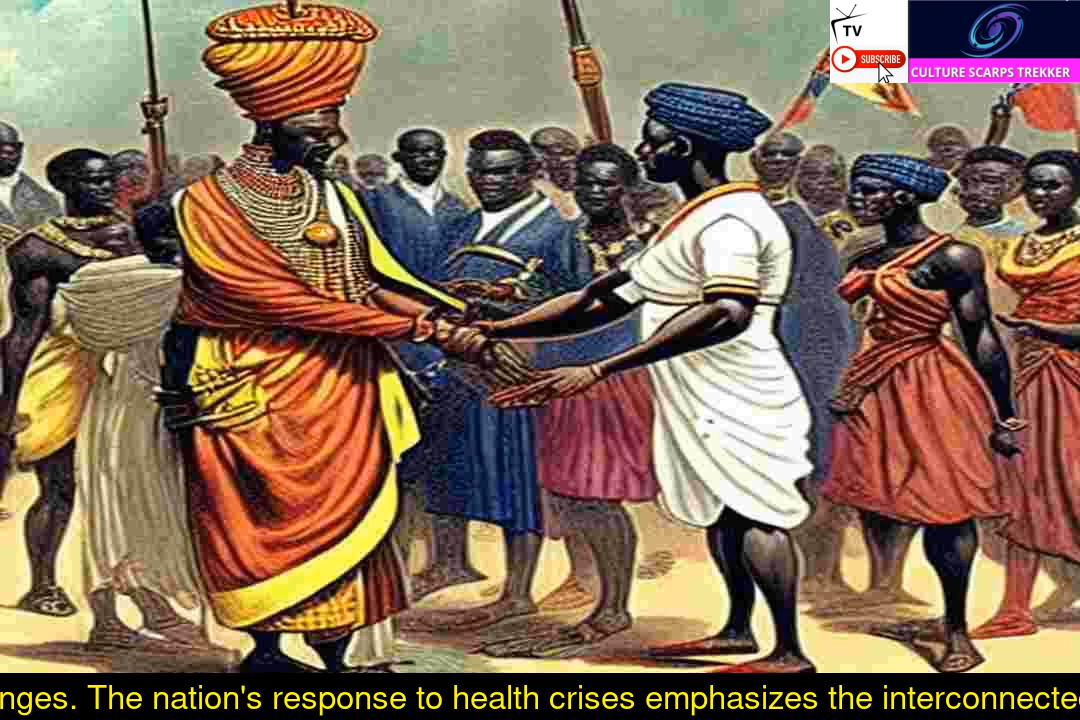 TV
SUBSCRIBE
CULTURE SCARPS TREKKER
nges. The nation's response to health crises emphasizes the interconnecte